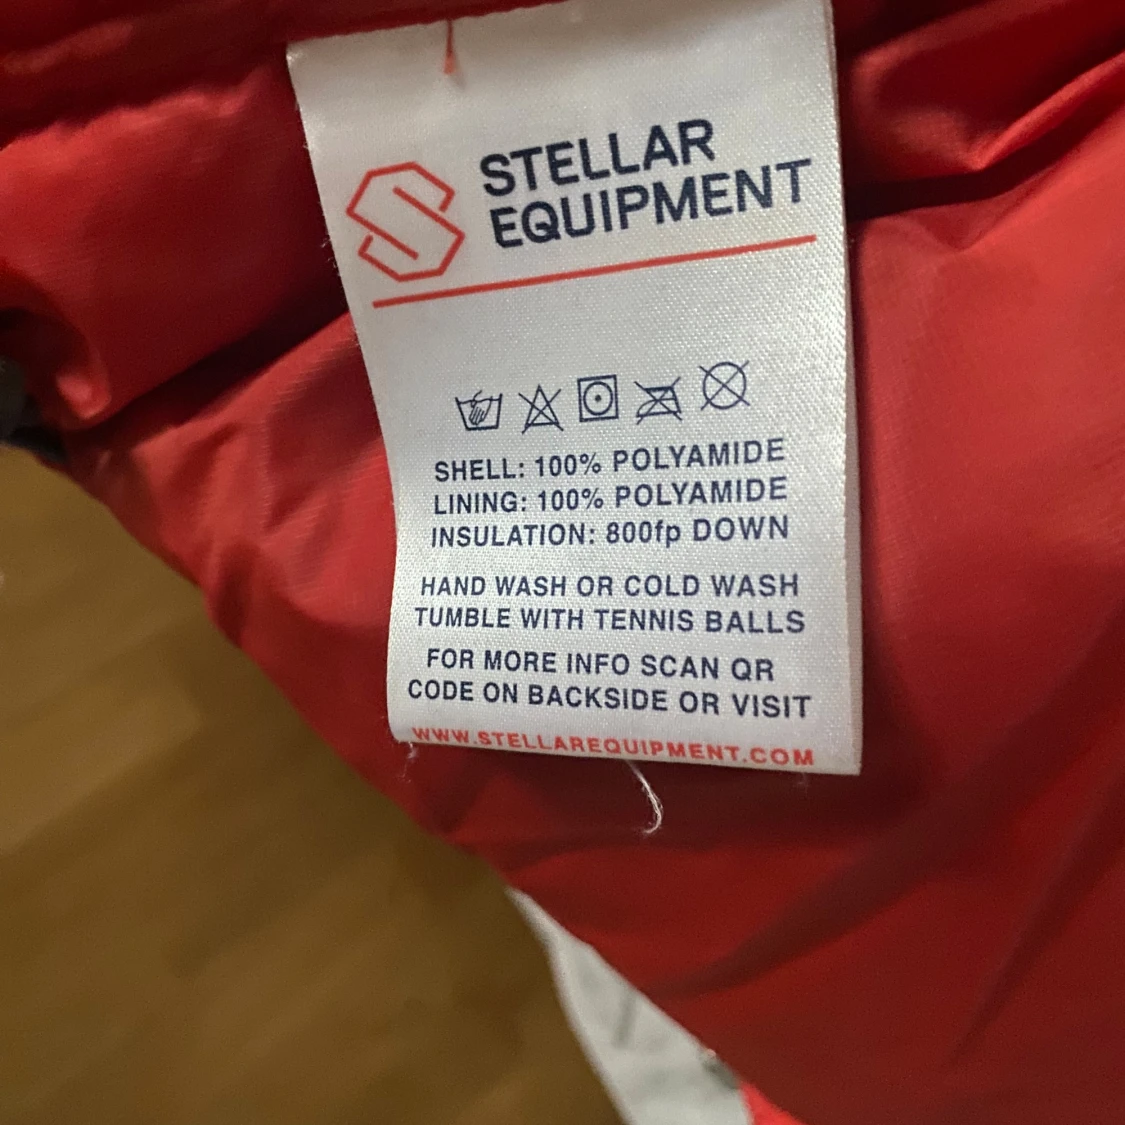 STELLAR
EQUIPMENT
SHELL: 100% POLYAMIDE
LINING: 100% POLYAMIDE
INSULATION: 800fp DOWN
HAND WASH OR COLD WASH
TUMBLE WITH TENNIS BALLS
FOR MORE INFO SCAN QR
CODE ON BACKSIDE OR VISIT
WWW.STELLAREQUIPMENT.COM